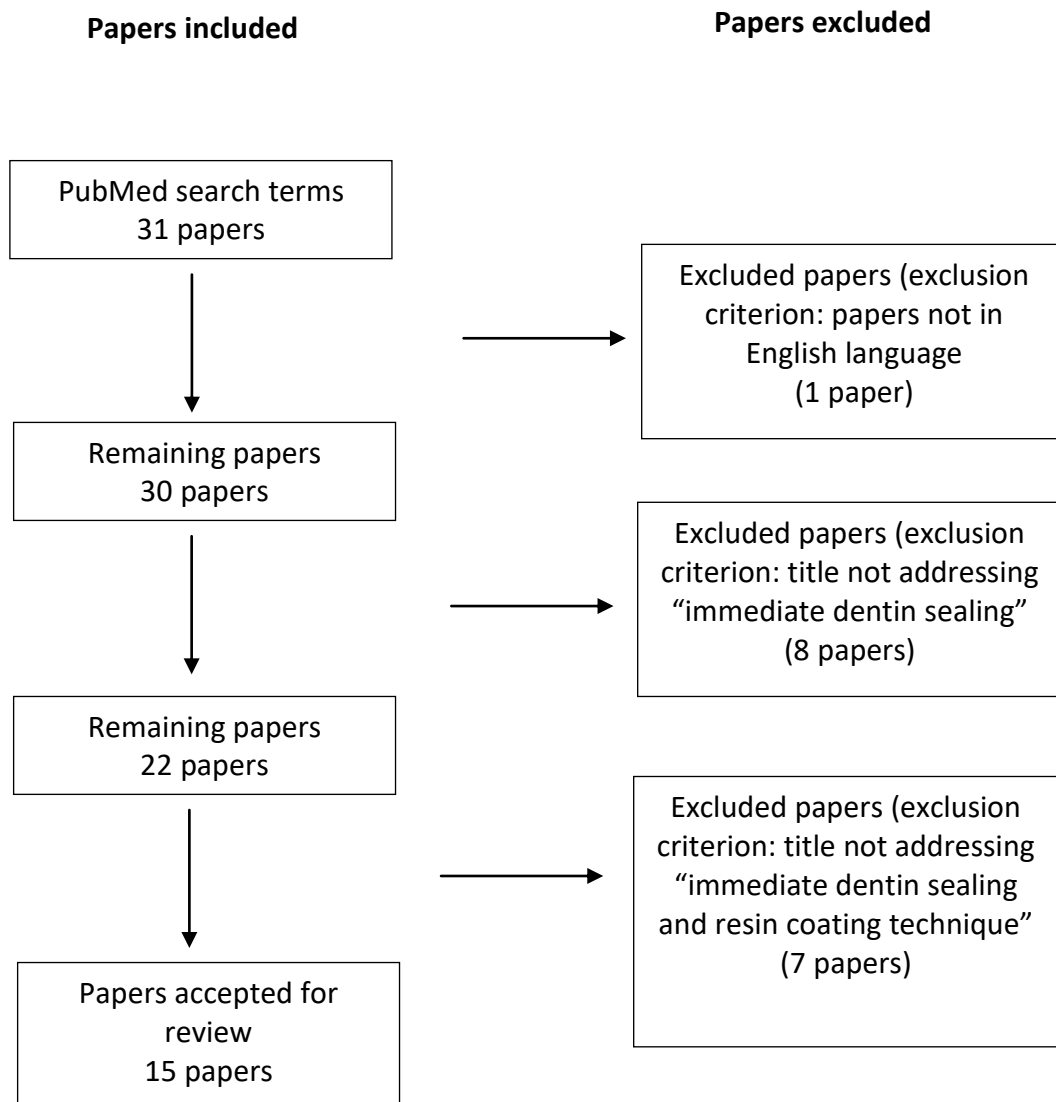 Papers included
Papers excluded
PubMed search terms
31 papers
Excluded papers (exclusion
criterion: papers not in
English language
(1 paper)
Remaining papers
30 papers
Excluded papers (exclusion
criterion: title not addressing
“immediate dentin sealing”
(8 papers)
Remaining papers
22 papers
Excluded papers (exclusion
criterion: title not addressing
“immediate dentin sealing
and resin coating technique”
(7 papers)
Papers accepted for
review
15 papers